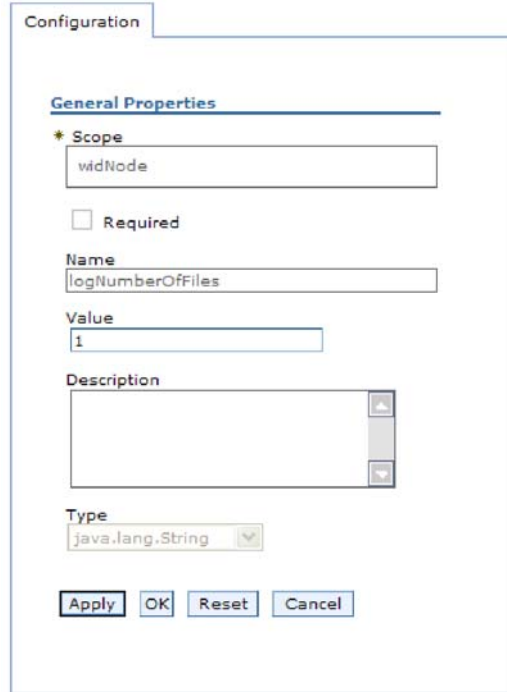 Configuration
General Properties
Scope
widNode
Required
Name
logNumberOfFiles
Value
1
Description
Type
java.lang.String
Apply OK Reset Cancel